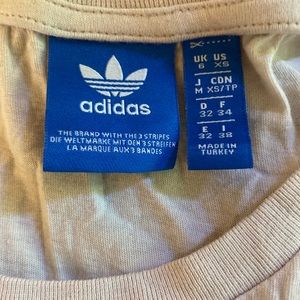 adidas
THE BRAND WITH THE 3 STRIPES
DIE WELTMARKE MIT DEN 3 STREIFEN
LA MARQUE AUX 3 BANDES
UK US
6 XS
J CDN
M XS/TP
D F
32 34
E I
32 38
MADE IN
TURKEY